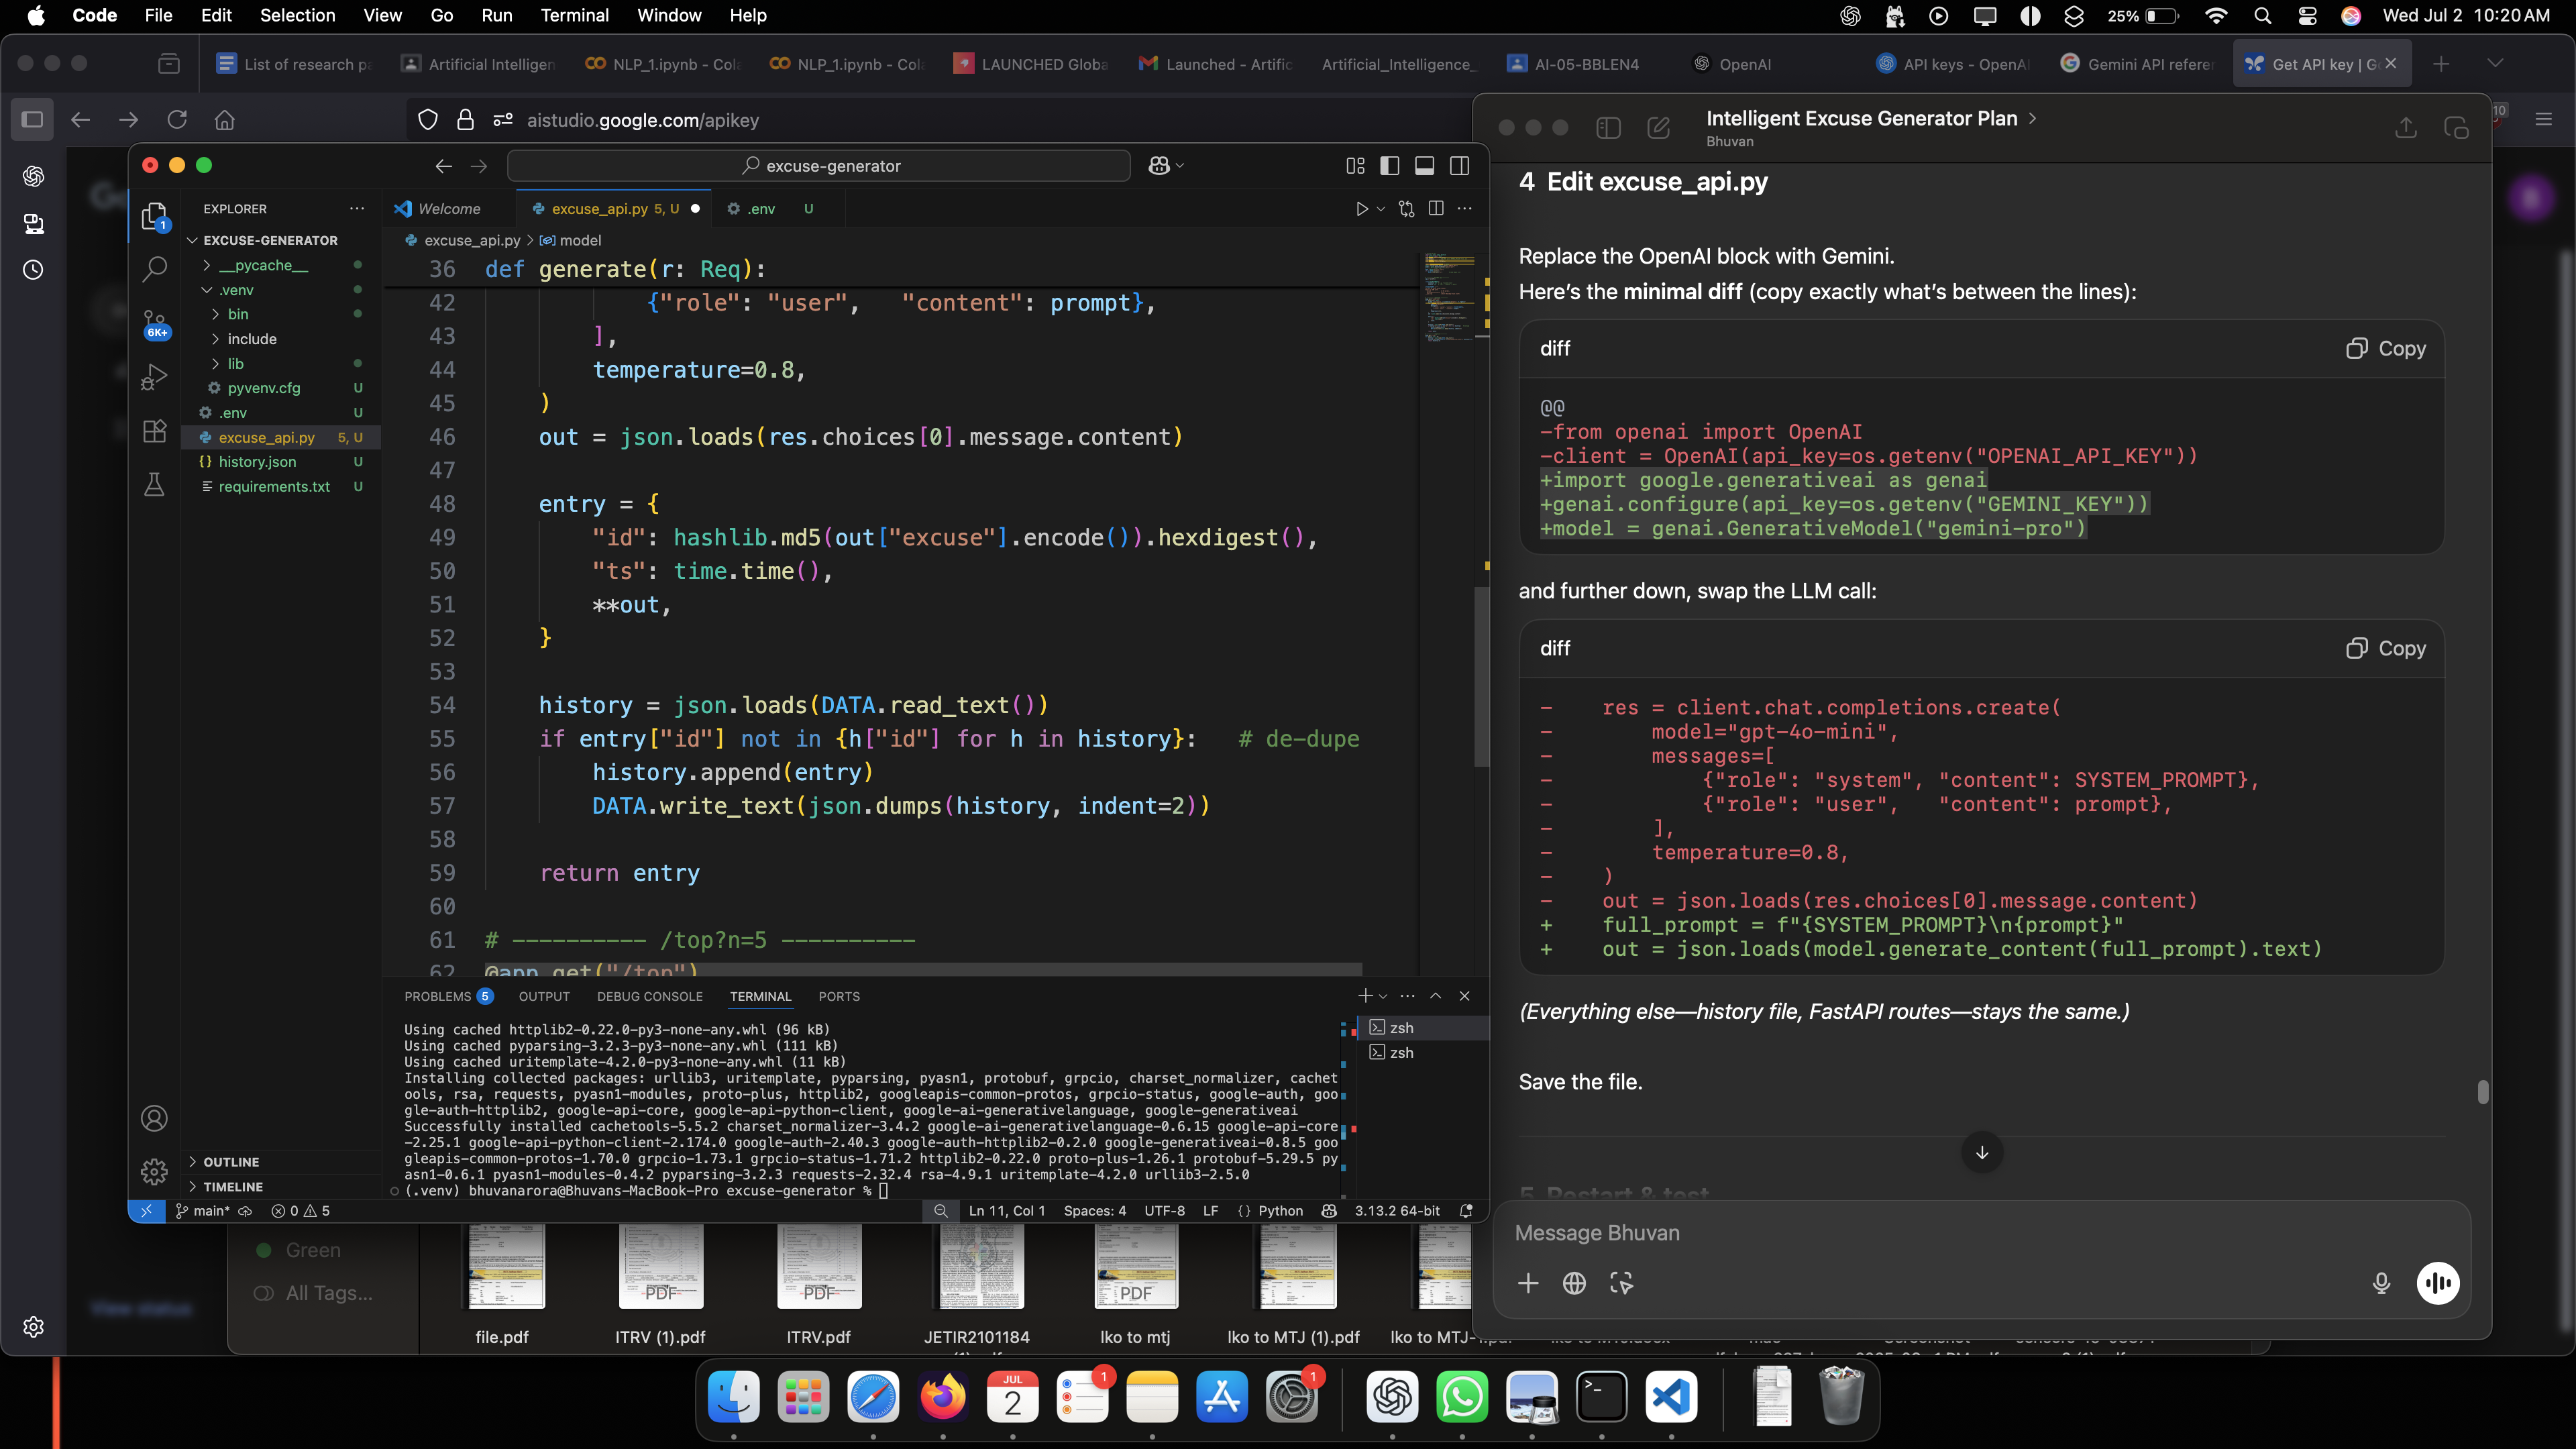 Code File Edit Selection View Go Run Terminal Window Help
25% Wed Jul 2 10:20 AM
List of research pa
Artificial Intelligen
NLP_1.ipynb - Cola
NLP_1.ipynb - Cola
LAUNCHED Globa
Launched - Artific
Artificial_Intelligence_
AI-05-BBLEN4
OpenAI
API keys - OpenAI
Gemini API referen
Get API key | G
aistudio.google.com/apikey
excuse-generator
EXPLORER
EXCUSE-GENERATOR
__pycache__
.venv
bin
include
lib
pyvenv.cfg U
.env U
excuse_api.py 5, U
history.json U
requirements.txt U
OUTLINE
TIMELINE
1
6K+
Welcome
excuse_api.py 5, U
.env U
excuse_api.py > model
36 def generate(r: Req):
42 {"role": "user", "content": prompt},
43 ],
44 temperature=0.8,
45 )
46 out = json.loads(res.choices[0].message.content)
47
48 entry = {
49 "id": hashlib.md5(out["excuse"].encode()).hexdigest(),
50 "ts": time.time(),
51 **out,
52 }
53
54 history = json.loads(DATA.read_text())
55 if entry["id"] not in {h["id"] for h in history}: # de-dupe
56 history.append(entry)
57 DATA.write_text(json.dumps(history, indent=2))
58
59 return entry
60
61 # ---------- /top?n=5 ----------
62 @app.get("/top")
PROBLEMS 5 OUTPUT DEBUG CONSOLE TERMINAL PORTS
Using cached httplib2-0.22.0-py3-none-any.whl (96 kB)
Using cached pyparsing-3.2.3-py3-none-any.whl (111 kB)
Using cached uritemplate-4.2.0-py3-none-any.whl (11 kB)
Installing collected packages: urllib3, uritemplate, pyparsing, pyasn1, protobuf, grpcio, charset_normalizer, cachet
ools, rsa, requests, pyasn1-modules, proto-plus, httplib2, googleapis-common-protos, grpcio-status, google-auth, goo
gle-auth-httplib2, google-api-core, google-api-python-client, google-ai-generativelanguage, google-generativeai
Successfully installed cachetools-5.5.2 charset_normalizer-3.4.2 google-ai-generativelanguage-0.6.15 google-api-core
-2.25.1 google-api-python-client-2.174.0 google-auth-2.40.3 google-auth-httplib2-0.2.0 google-generativeai-0.8.5 goo
gleapis-common-protos-1.70.0 grpcio-1.73.1 grpcio-status-1.71.2 httplib2-0.22.0 proto-plus-1.26.1 protobuf-5.29.5 py
asn1-0.6.1 pyasn1-modules-0.4.2 pyparsing-3.2.3 requests-2.32.4 rsa-4.9.1 uritemplate-4.2.0 urllib3-2.5.0
(.venv) bhuvanarora@Bhuvans-MacBook-Pro excuse-generator %
zsh
zsh
main* 0 5 Ln 11, Col 1 Spaces: 4 UTF-8 LF {} Python 3.13.2 64-bit
Intelligent Excuse Generator Plan >
Bhuvan
10
4 Edit excuse_api.py
Replace the OpenAI block with Gemini.
Here's the minimal diff (copy exactly what's between the lines):
diff Copy
@@
-from openai import OpenAI
-client = OpenAI(api_key=os.getenv("OPENAI_API_KEY"))
+import google.generativeai as genai
+genai.configure(api_key=os.getenv("GEMINI_KEY"))
+model = genai.GenerativeModel("gemini-pro")
and further down, swap the LLM call:
diff Copy
- res = client.chat.completions.create(
- model="gpt-4o-mini",
- messages=[
- {"role": "system", "content": SYSTEM_PROMPT},
- {"role": "user", "content": prompt},
- ],
- temperature=0.8,
- )
- out = json.loads(res.choices[0].message.content)
+ full_prompt = f"{SYSTEM_PROMPT}\n{prompt}"
+ out = json.loads(model.generate_content(full_prompt).text)
(Everything else—history file, FastAPI routes—stays the same.)
Save the file.
5 Restart & test
Message Bhuvan
View status
Green
All Tags...
PDF
PDF
PDF
file.pdf
ITRV (1).pdf
ITRV.pdf
JETIR2101184
lko to mtj
lko to MTJ (1).pdf
lko to MTJ-
JUL
2
1
1